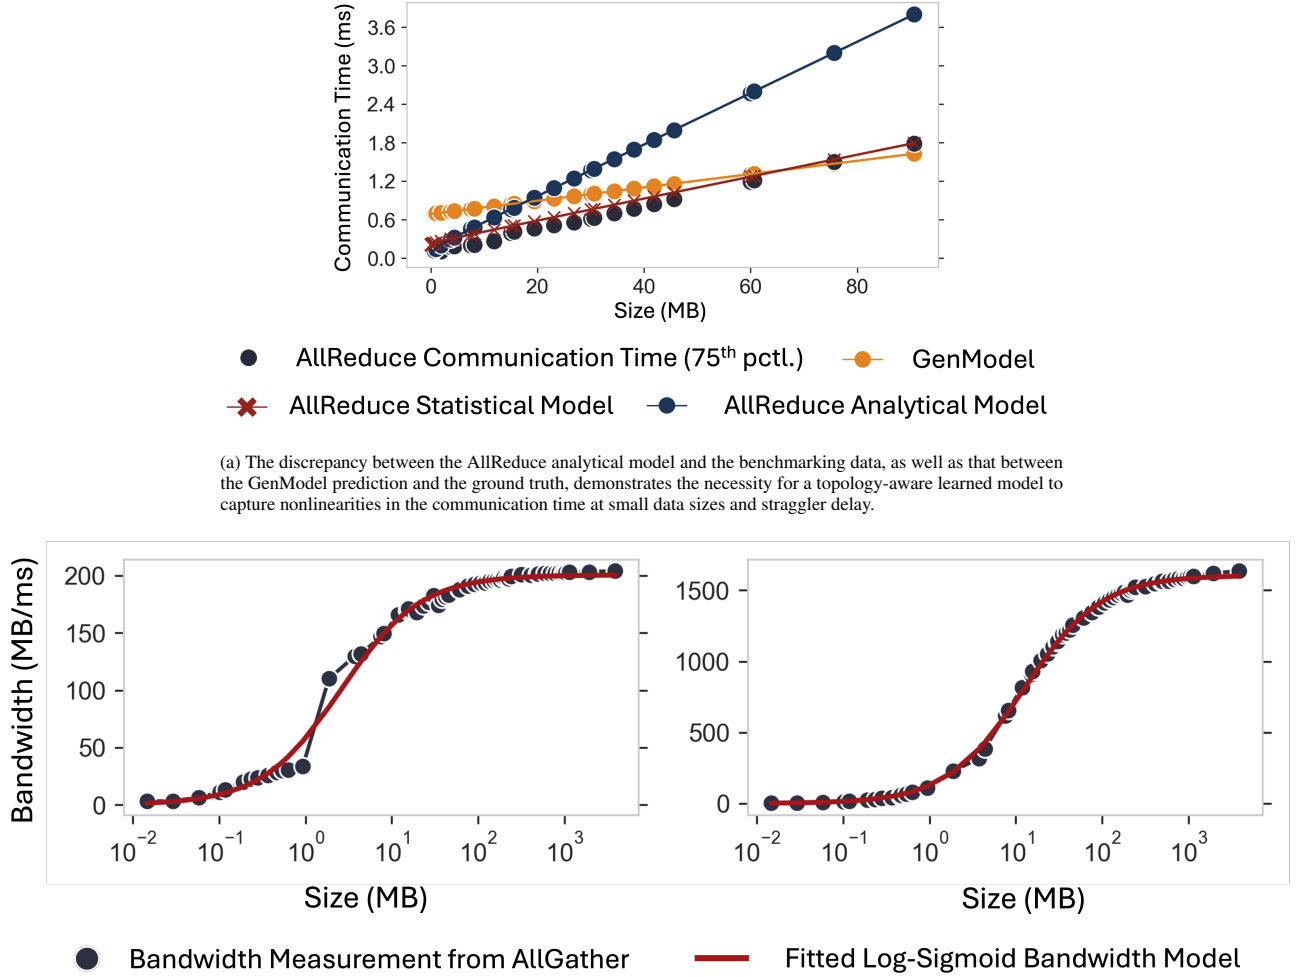 Communication Time (ms)
3.6
3.0
2.4
1.8
1.2
0.6
0.0
0 20 40 60 80
Size (MB)
AllReduce Communication Time (75th pctl.) GenModel
AllReduce Statistical Model AllReduce Analytical Model
(a) The discrepancy between the AllReduce analytical model and the benchmarking data, as well as that between
the GenModel prediction and the ground truth, demonstrates the necessity for a topology-aware learned model to
capture nonlinearities in the communication time at small data sizes and straggler delay.
Bandwidth (MB/ms)
200
150
100
50
0
10⁻² 10⁻¹ 10⁰ 10¹ 10² 10³
Size (MB)
1500
1000
500
0
10⁻² 10⁻¹ 10⁰ 10¹ 10² 10³
Size (MB)
Bandwidth Measurement from AllGather Fitted Log-Sigmoid Bandwidth Model